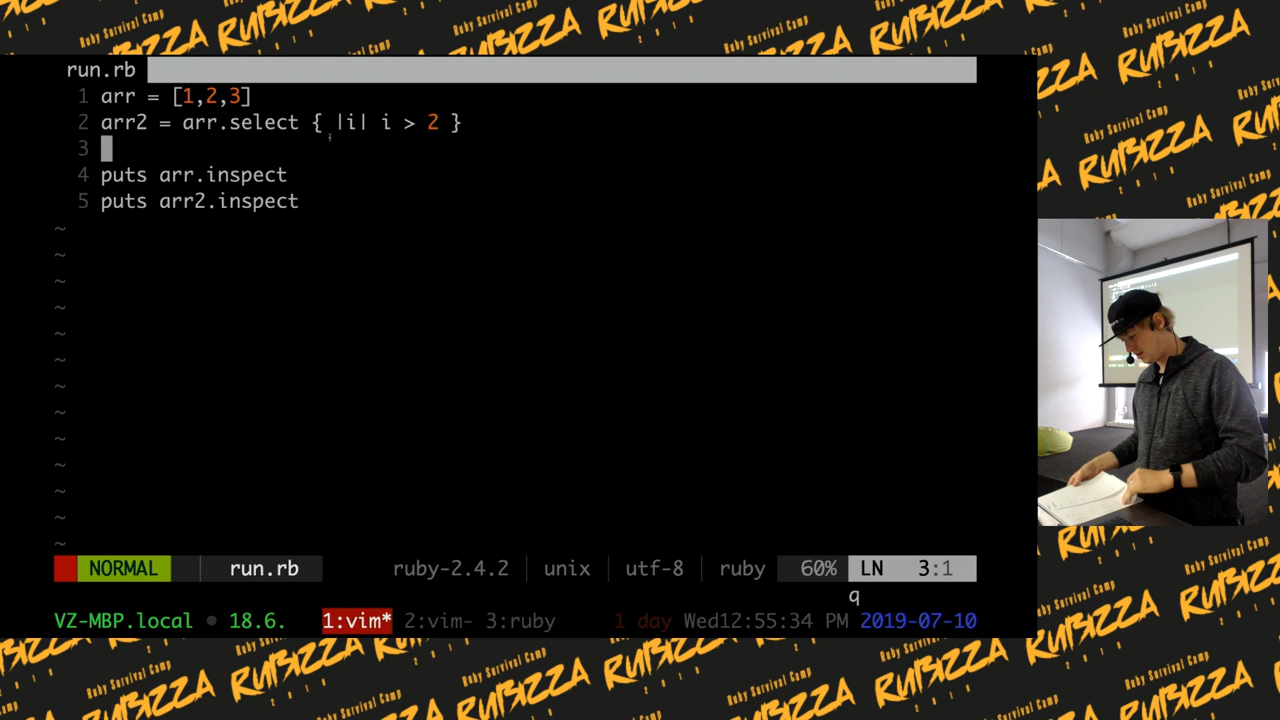 Ruby Survival Camp
RUBIZZA
2019
run.rb
1 arr = [1,2,3]
2 arr2 = arr.select { |i| i > 2 }
3
4 puts arr.inspect
5 puts arr2.inspect
~
~
~
~
~
~
~
~
~
~
~
~
~
NORMAL run.rb ruby-2.4.2 unix utf-8 ruby 60% LN 3:1
q
VZ-MBP.local • 18.6. 1:vim* 2:vim- 3:ruby 1 day Wed12:55:34 PM 2019-07-10